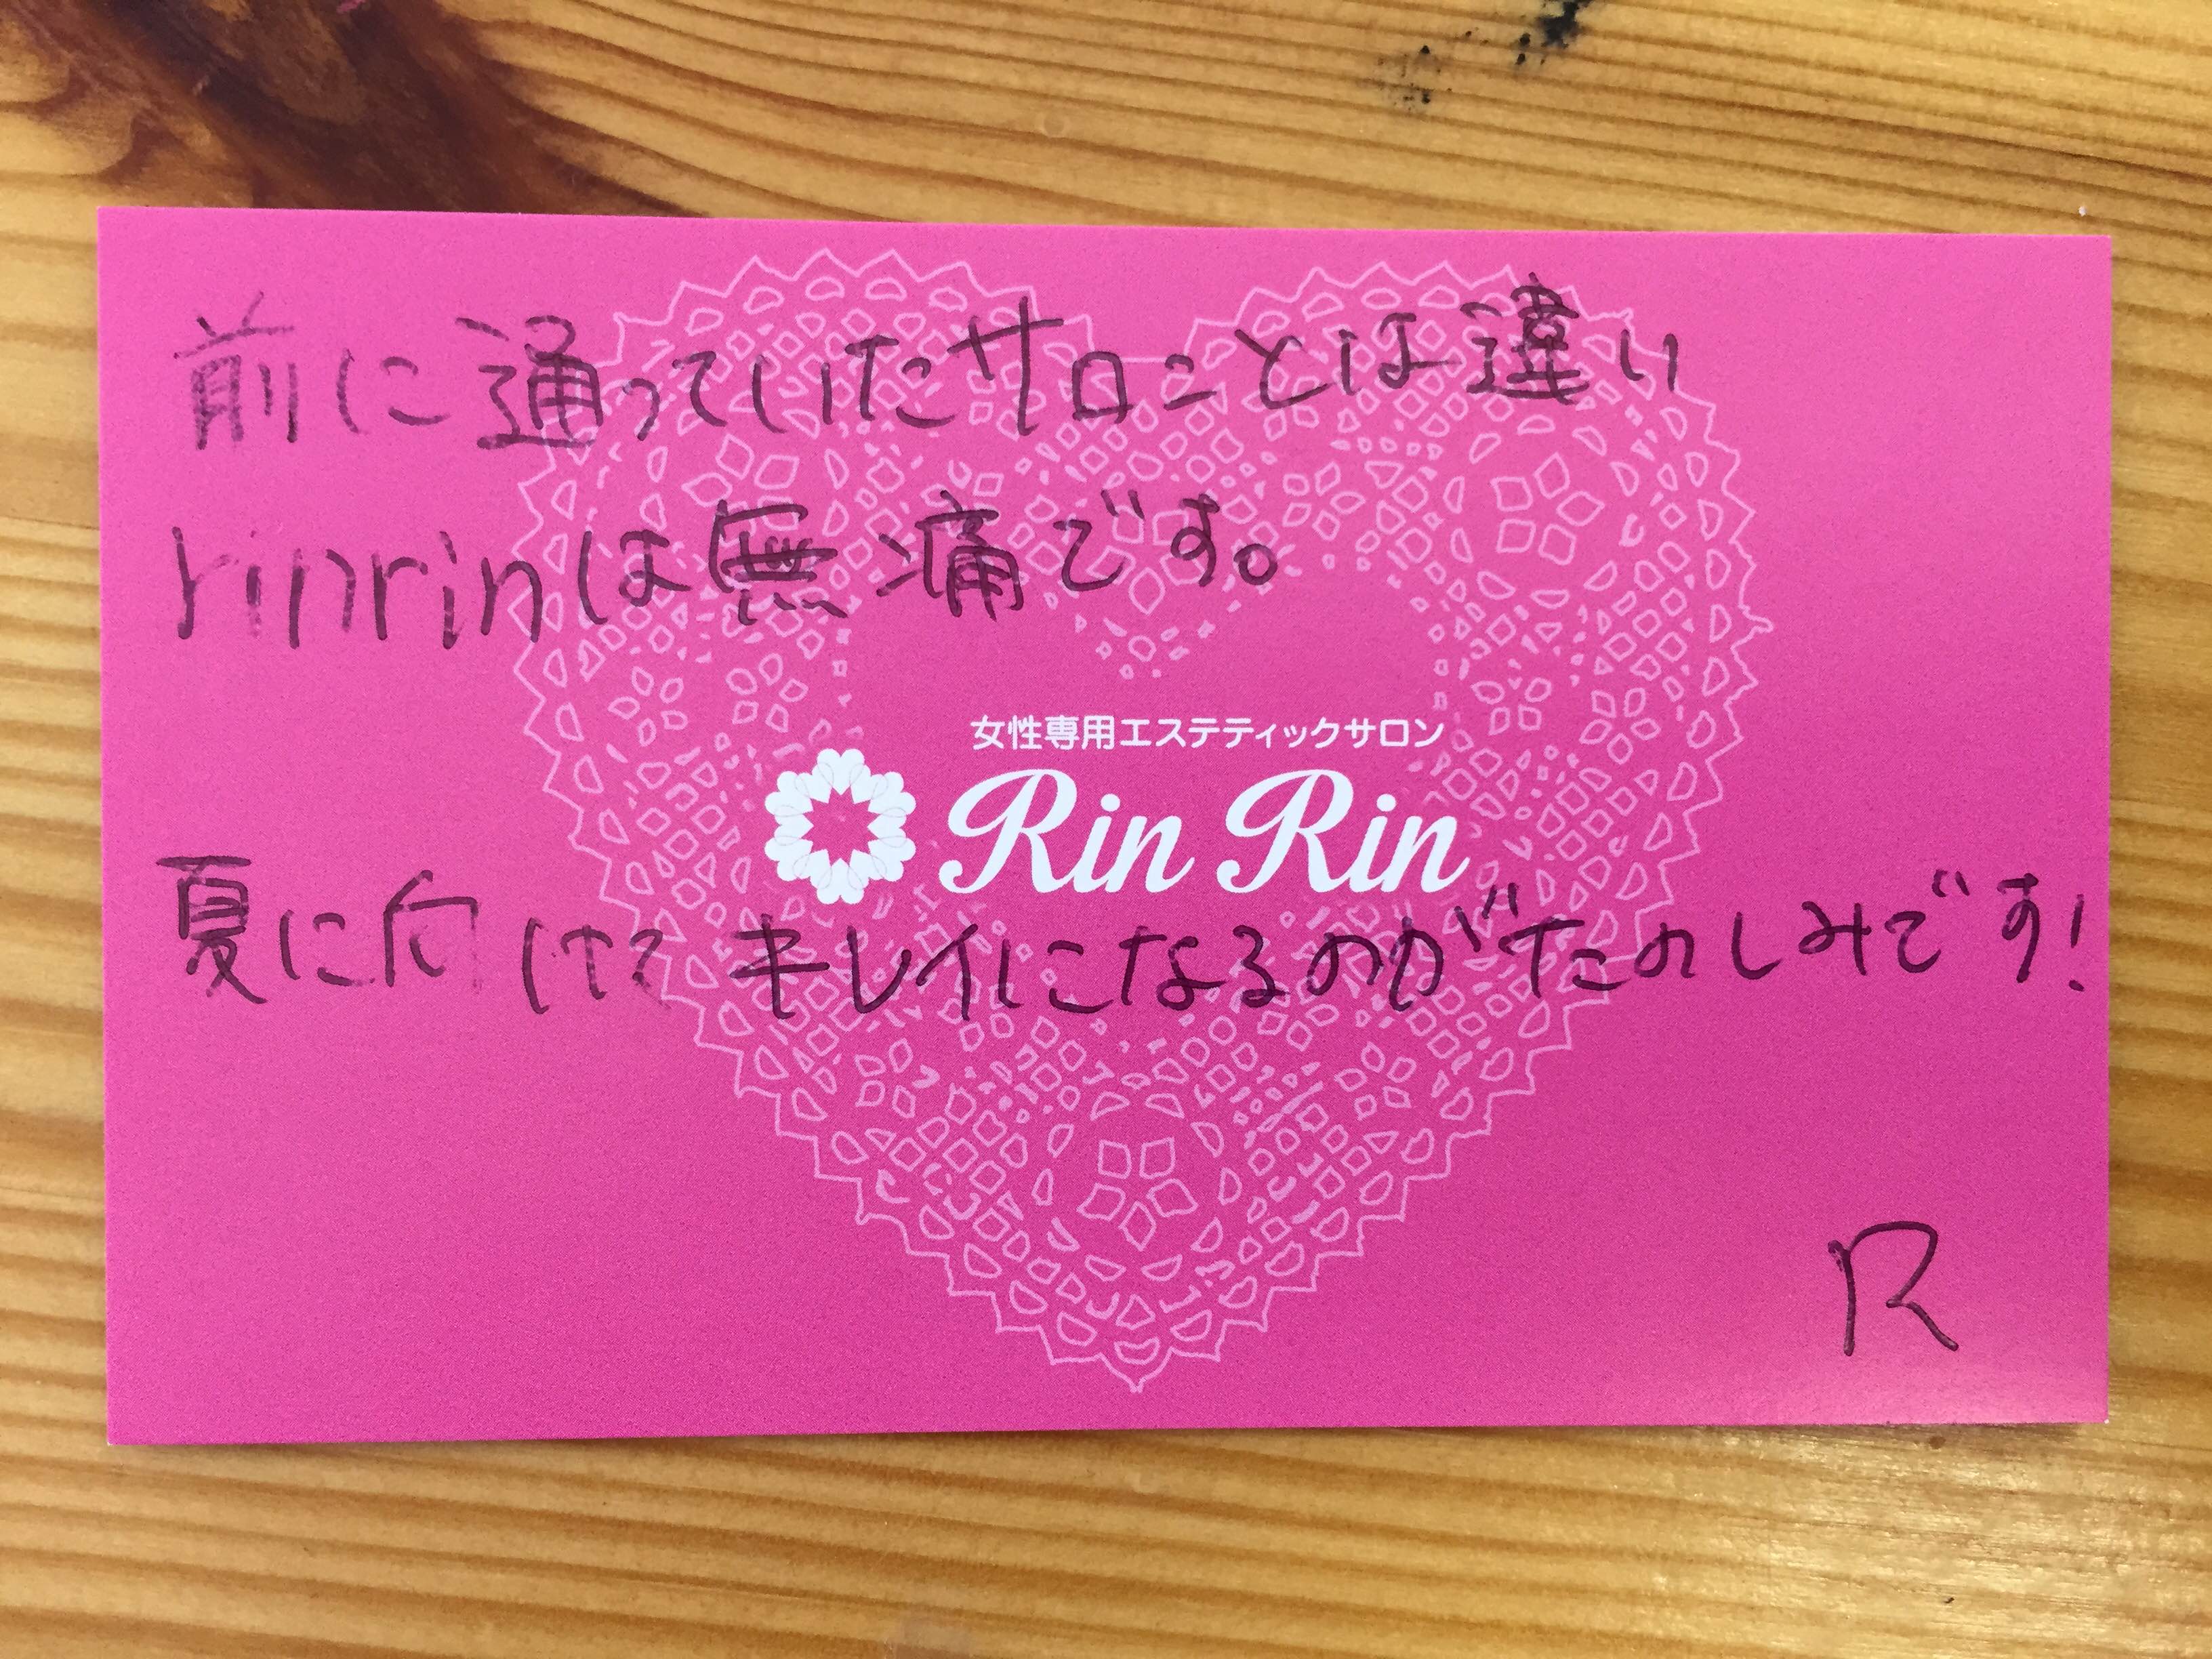 前に通っていたサロンとは違い
rinrinは無痛です。
女性専用エステティックサロン
Rin Rin
夏に向けて キレイになるのがたのしみです!
R